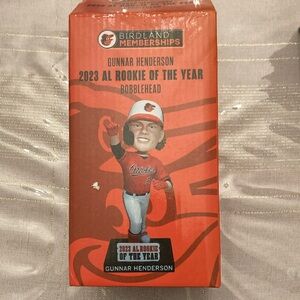 BIRDLAND
MEMBERSHIPS
GUNNAR HENDERSON
2023 AL ROOKIE OF THE YEAR
BOBBLEHEAD
Orioles
2023 AL ROOKIE
OF THE YEAR
GUNNAR HENDERSON